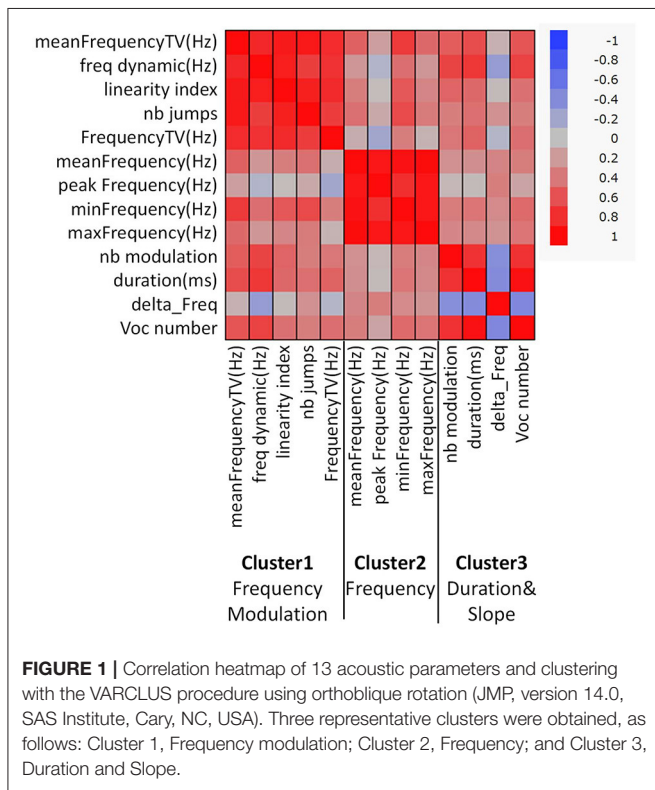 meanFrequencyTV(Hz)
freq dynamic(Hz)
linearity index
nb jumps
FrequencyTV(Hz)
meanFrequency(Hz)
peak Frequency(Hz)
minFrequency(Hz)
maxFrequency(Hz)
nb modulation
duration(ms)
delta_Freq
Voc number
-1
-0.8
-0.6
-0.4
-0.2
0
0.2
0.4
0.6
0.8
1
meanFrequencyTV(Hz)
freq dynamic(Hz)
linearity index
nb jumps
FrequencyTV(Hz)
meanFrequency(Hz)
peak Frequency(Hz)
minFrequency(Hz)
maxFrequency(Hz)
nb modulation
duration(ms)
delta_Freq
Voc number
Cluster1
Frequency
Modulation
Cluster2
Frequency
Cluster3
Duration&
Slope
FIGURE 1 | Correlation heatmap of 13 acoustic parameters and clustering
with the VARCLUS procedure using orthoblique rotation (JMP, version 14.0,
SAS Institute, Cary, NC, USA). Three representative clusters were obtained, as
follows: Cluster 1, Frequency modulation; Cluster 2, Frequency; and Cluster 3,
Duration and Slope.